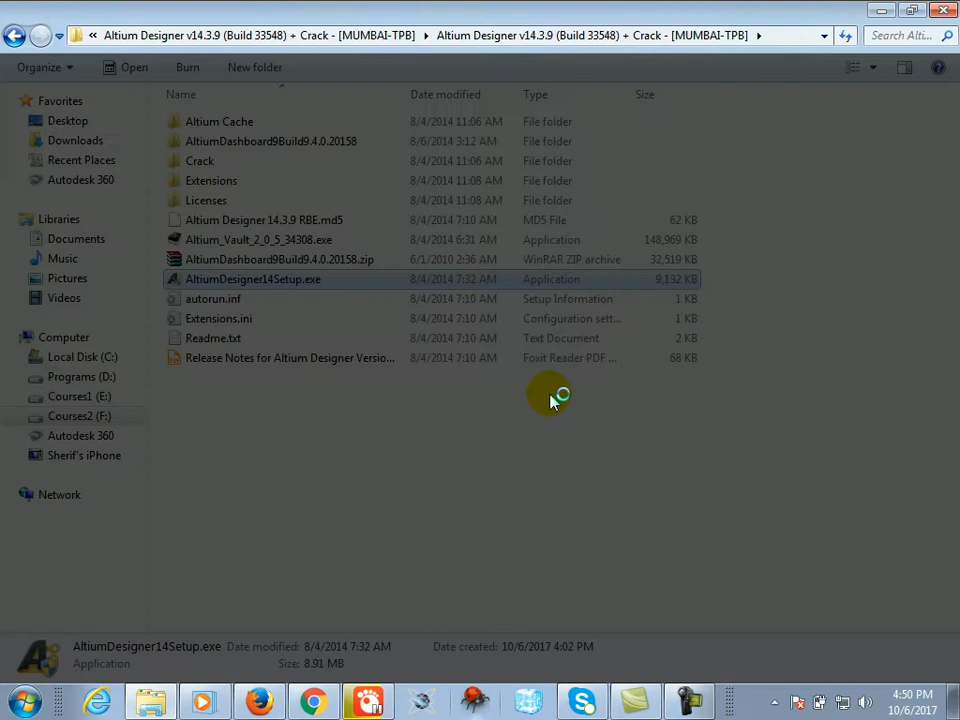 « Altium Designer v14.3.9 (Build 33548) + Crack - [MUMBAI-TPB] Altium Designer v14.3.9 (Build 33548) + Crack - [MUMBAI-TPB] Search Alti...
Organize Open Burn New folder
Name Date modified Type Size
Favorites
Desktop
Downloads
Recent Places
Autodesk 360
Libraries
Documents
Music
Pictures
Videos
Computer
Local Disk (C:)
Programs (D:)
Courses1 (E:)
Courses2 (F:)
Autodesk 360
Sherif's iPhone
Network
Altium Cache 8/4/2014 11:06 AM File folder
AltiumDashboard9Build9.4.0.20158 8/6/2014 3:12 AM File folder
Crack 8/4/2014 11:06 AM File folder
Extensions 8/4/2014 11:08 AM File folder
Licenses 8/4/2014 11:08 AM File folder
Altium Designer 14.3.9 RBE.md5 8/4/2014 7:10 AM MD5 File 62 KB
Altium_Vault_2_0_5_34308.exe 8/4/2014 6:31 AM Application 148,969 KB
AltiumDashboard9Build9.4.0.20158.zip 6/1/2010 2:36 AM WinRAR ZIP archive 32,519 KB
AltiumDesigner14Setup.exe 8/4/2014 7:32 AM Application 9,132 KB
autorun.inf 8/4/2014 7:10 AM Setup Information 1 KB
Extensions.ini 8/4/2014 7:10 AM Configuration sett... 1 KB
Readme.txt 8/4/2014 7:10 AM Text Document 2 KB
Release Notes for Altium Designer Versio... 8/4/2014 7:10 AM Foxit Reader PDF ... 68 KB
AltiumDesigner14Setup.exe Date modified: 8/4/2014 7:32 AM Date created: 10/6/2017 4:02 PM
Application Size: 8.91 MB
4:50 PM
10/6/2017